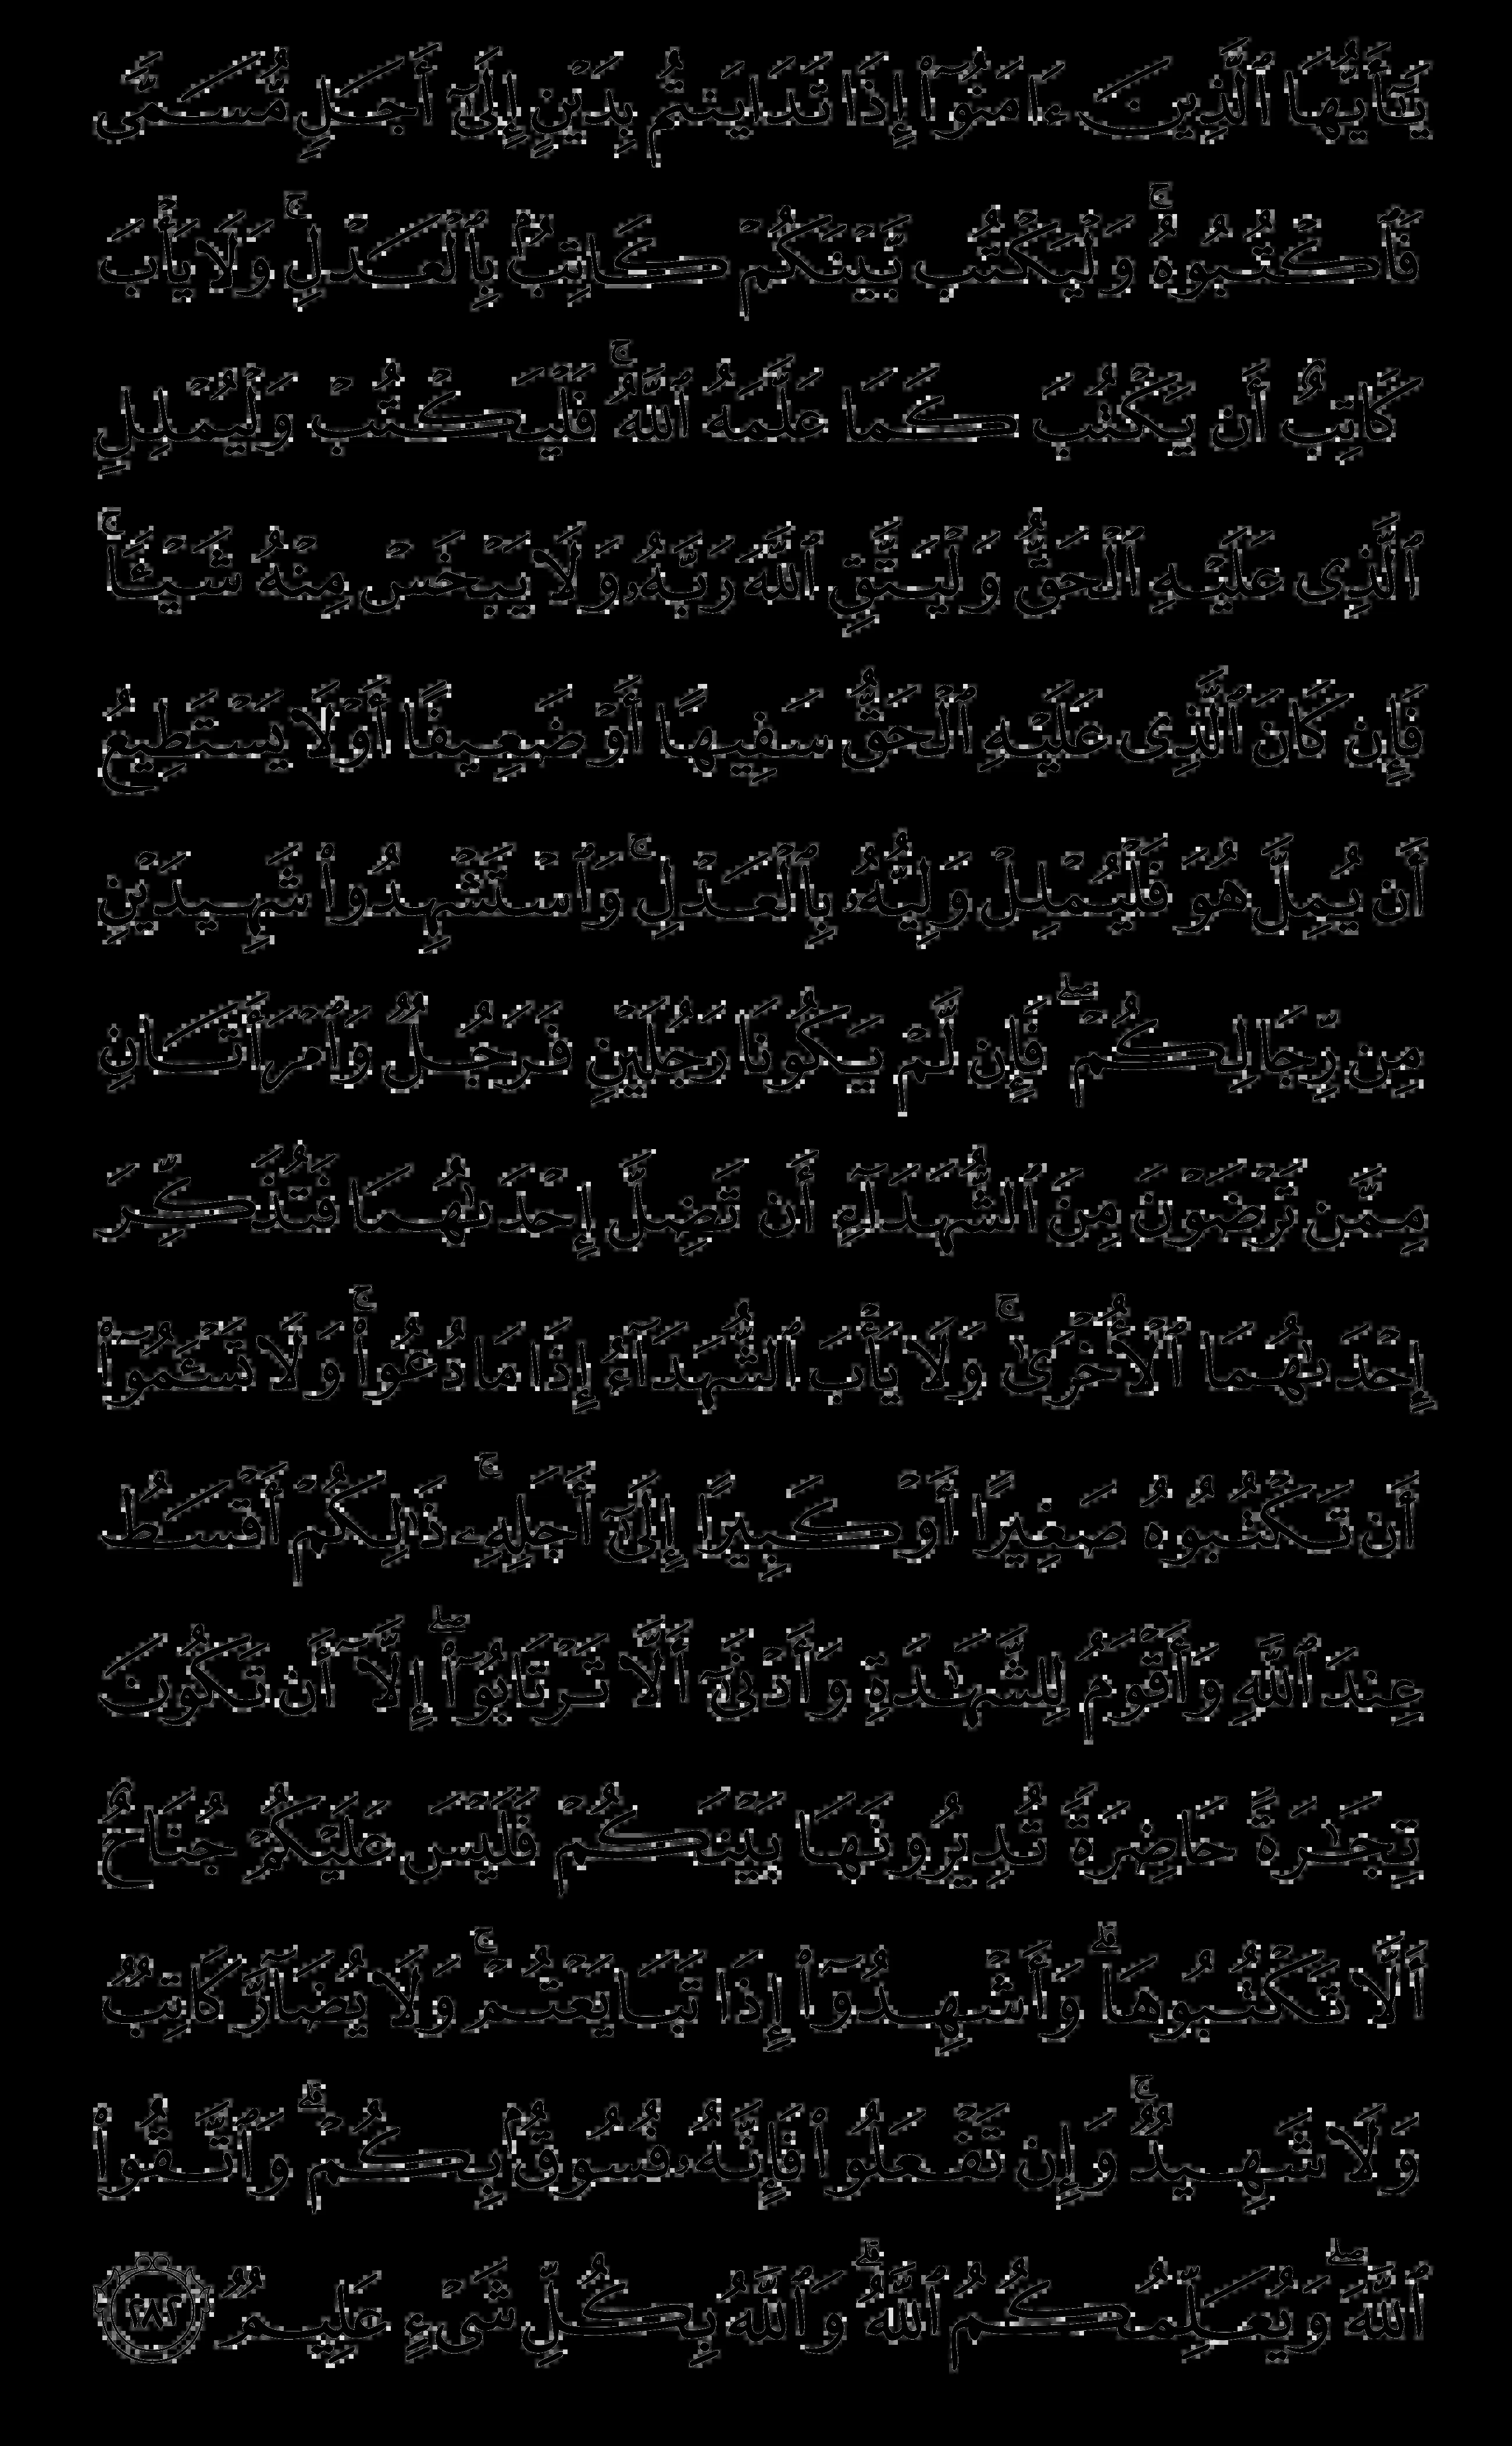 يَٰٓأَيُّهَا ٱلَّذِينَ ءَامَنُوٓا۟ إِذَا تَدَايَنتُم بِدَيْنٍ إِلَىٰٓ أَجَلٍ مُّسَمًّى
فَٱكْتُبُوهُ ۚ وَلْيَكْتُب بَّيْنَكُمْ كَاتِبٌۢ بِٱلْعَدْلِ ۚ وَلَا يَأْبَ
كَاتِبٌ أَن يَكْتُبَ كَمَا عَلَّمَهُ ٱللَّهُ ۚ فَلْيَكْتُبْ وَلْيُمْلِلِ
ٱلَّذِى عَلَيْهِ ٱلْحَقُّ وَلْيَتَّقِ ٱللَّهَ رَبَّهُۥ وَلَا يَبْخَسْ مِنْهُ شَيْـًٔا ۚ
فَإِن كَانَ ٱلَّذِى عَلَيْهِ ٱلْحَقُّ سَفِيهًا أَوْ ضَعِيفًا أَوْ لَا يَسْتَطِيعُ
أَن يُمِلَّ هُوَ فَلْيُمْلِلْ وَلِيُّهُۥ بِٱلْعَدْلِ ۚ وَٱسْتَشْهِدُوا۟ شَهِيدَيْنِ
مِن رِّجَالِكُمْ ۖ فَإِن لَّمْ يَكُونَا رَجُلَيْنِ فَرَجُلٌ وَٱمْرَأَتَانِ
مِمَّن تَرْضَوْنَ مِنَ ٱلشُّهَدَآءِ أَن تَضِلَّ إِحْدَىٰهُمَا فَتُذَكِّرَ
إِحْدَىٰهُمَا ٱلْأُخْرَىٰ ۚ وَلَا يَأْبَ ٱلشُّهَدَآءُ إِذَا مَا دُعُوا۟ ۚ وَلَا تَسْـَٔمُوٓا۟
أَن تَكْتُبُوهُ صَغِيرًا أَوْ كَبِيرًا إِلَىٰٓ أَجَلِهِۦ ۚ ذَٰلِكُمْ أَقْسَطُ
عِندَ ٱللَّهِ وَأَقْوَمُ لِلشَّهَٰدَةِ وَأَدْنَىٰٓ أَلَّا تَرْتَابُوٓا۟ ۖ إِلَّآ أَن تَكُونَ
تِجَٰرَةً حَاضِرَةً تُدِيرُونَهَا بَيْنَكُمْ فَلَيْسَ عَلَيْكُمْ جُنَاحٌ
أَلَّا تَكْتُبُوهَا ۗ وَأَشْهِدُوٓا۟ إِذَا تَبَايَعْتُمْ ۚ وَلَا يُضَآرَّ كَاتِبٌ
وَلَا شَهِيدٌ ۚ وَإِن تَفْعَلُوا۟ فَإِنَّهُۥ فُسُوقٌۢ بِكُمْ ۗ وَٱتَّقُوا۟
ٱللَّهَ ۖ وَيُعَلِّمُكُمُ ٱللَّهُ ۗ وَٱللَّهُ بِكُلِّ شَىْءٍ عَلِيمٌ ٢٨٢